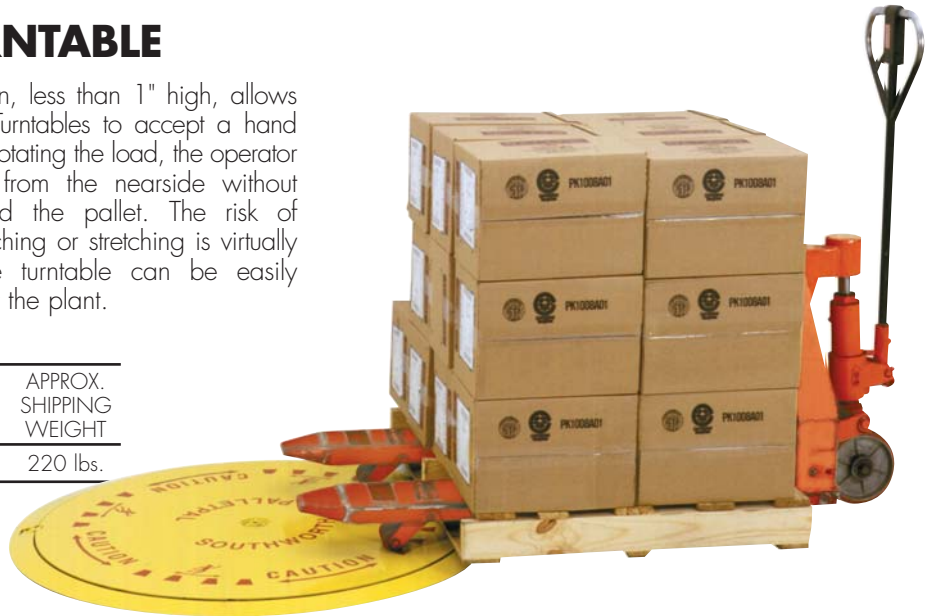 RNTABLE
n, less than 1" high, allows
Turntables to accept a hand
otating the load, the operator
from the nearside without
d the pallet. The risk of
ching or stretching is virtually
e turntable can be easily
the plant.
APPROX.
SHIPPING
WEIGHT
220 lbs.
PK1008A01
PK1008A01
PK1008A01
PK1008A01
PK1008A01
PK1008A01
CAUTION
PALLETPAL
SOUTHWORTH
CAUTION
CAUTION